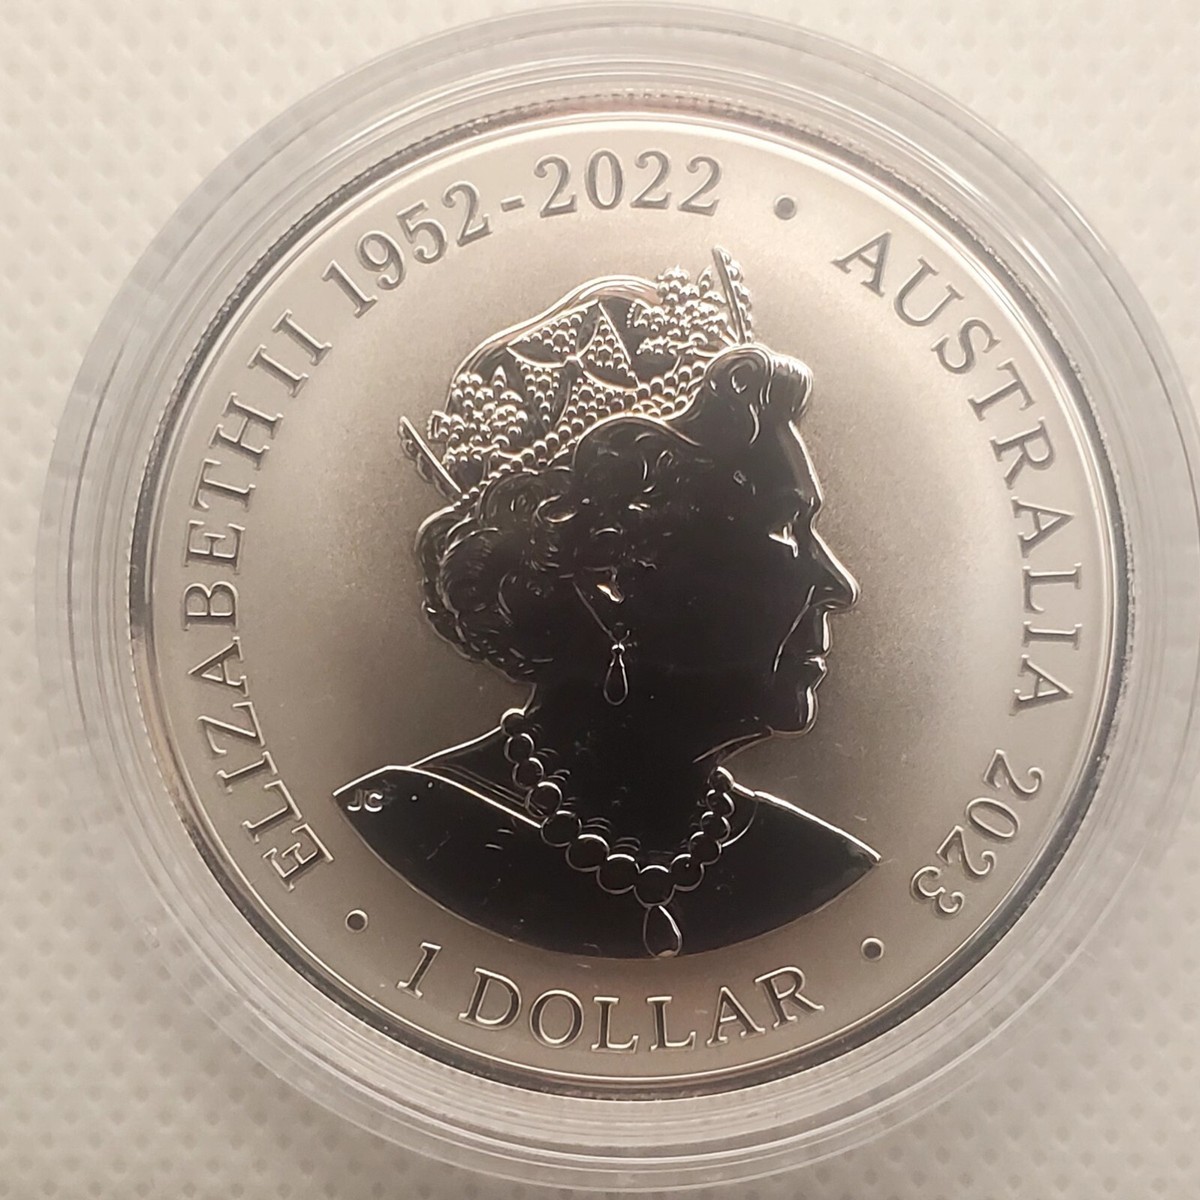 ELIZABETH II 1952-2022 • AUSTRALIA 2023 •
1 DOLLAR •
JC